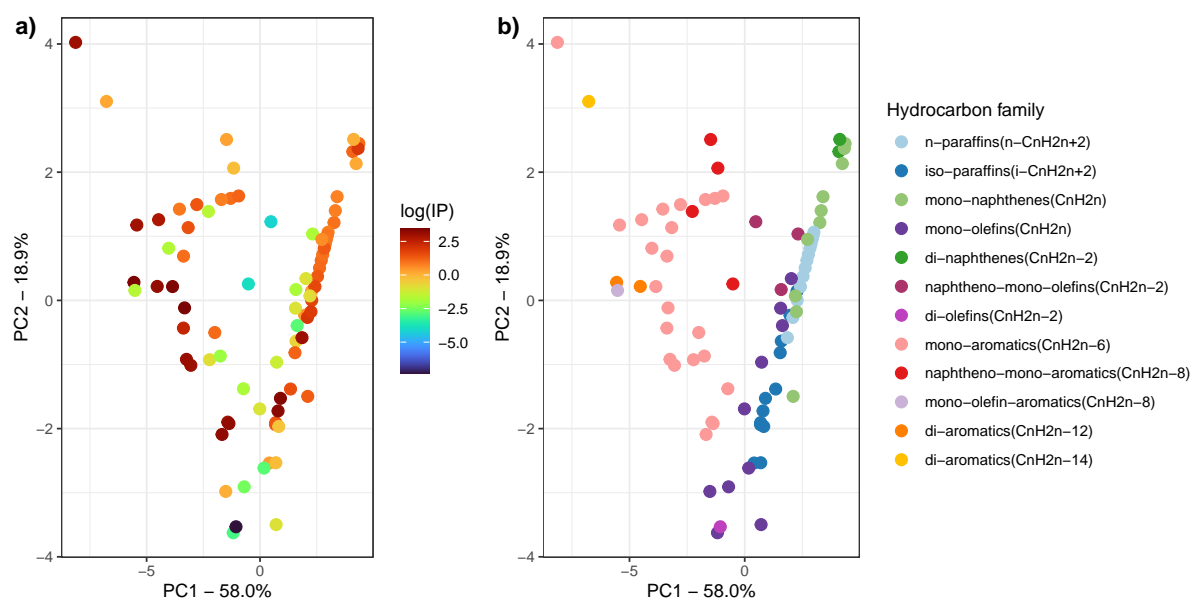 a)
4
2
0
−2
−4
PC2 − 18.9%
−5
0
PC1 − 58.0%
log(IP)
2.5
0.0
−2.5
−5.0
b)
4
2
0
−2
−4
PC2 − 18.9%
−5
0
PC1 − 58.0%
Hydrocarbon family
n−paraffins(n−CnH2n+2)
iso−paraffins(i−CnH2n+2)
mono−naphthenes(CnH2n)
mono−olefins(CnH2n)
di−naphthenes(CnH2n−2)
naphtheno−mono−olefins(CnH2n−2)
di−olefins(CnH2n−2)
mono−aromatics(CnH2n−6)
naphtheno−mono−aromatics(CnH2n−8)
mono−olefin−aromatics(CnH2n−8)
di−aromatics(CnH2n−12)
di−aromatics(CnH2n−14)